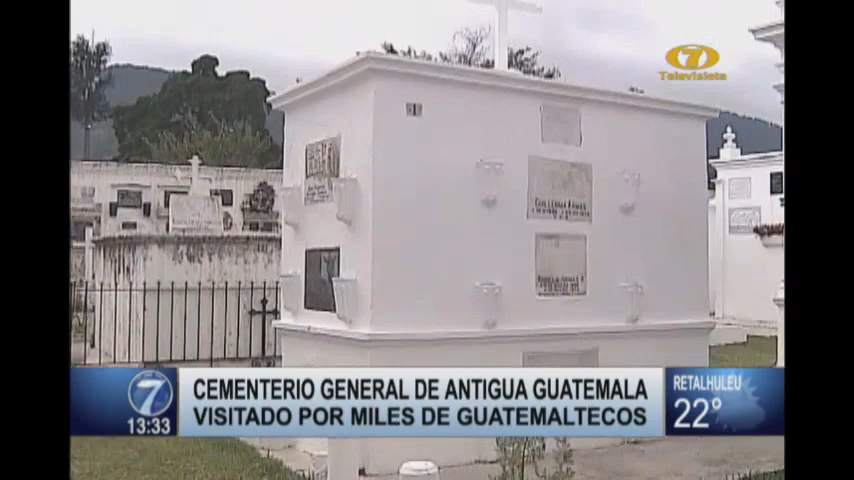 7
Televisiete
CEMENTERIO GENERAL DE ANTIGUA GUATEMALA
VISITADO POR MILES DE GUATEMALTECOS
7
13:33
RETALHULEU
22°